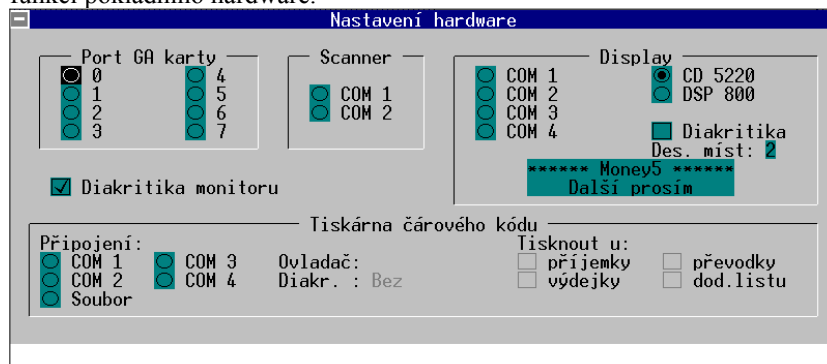 funkcí pokladního hardware.
Nastavení hardware
Port GA karty
0 4
1 5
2 6
3 7
Scanner
COM 1
COM 2
Display
COM 1 CD 5220
COM 2 DSP 800
COM 3
COM 4 Diakritika
Des. míst: 2
****** Money5 ******
Další prosím
Diakritika monitoru
Tiskárna čárového kódu
Připojení: Tisknout u:
COM 1 COM 3 Ovladač: příjemky převodky
COM 2 COM 4 Diakr. : Bez výdejky dod.listu
Soubor